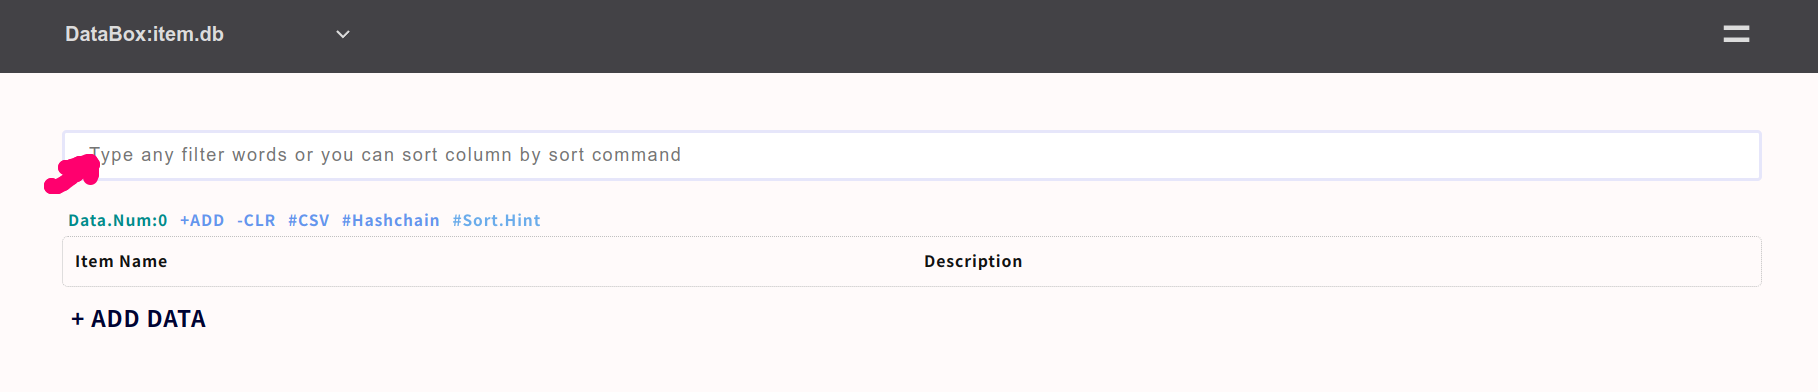 DataBox:item.db
Type any filter words or you can sort column by sort command
Data.Num:0 +ADD -CLR #CSV #Hashchain #Sort.Hint
Item Name Description
+ ADD DATA